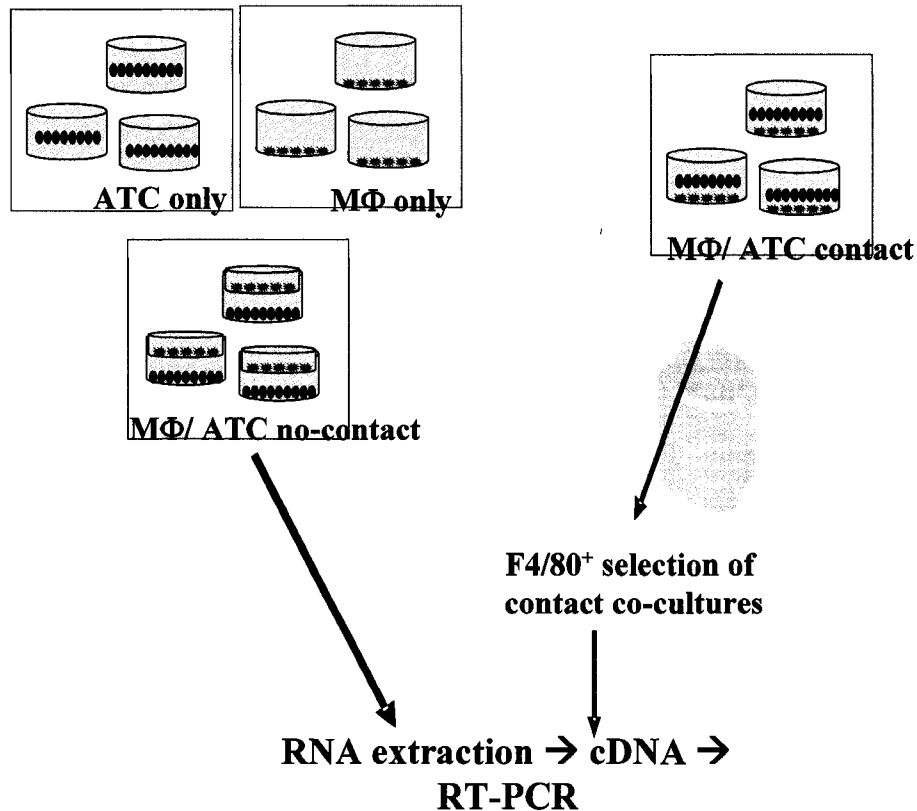 ATC only
MΦ only
MΦ/ ATC contact
MΦ/ ATC no-contact
F4/80⁺ selection of
contact co-cultures
RNA extraction → cDNA →
RT-PCR